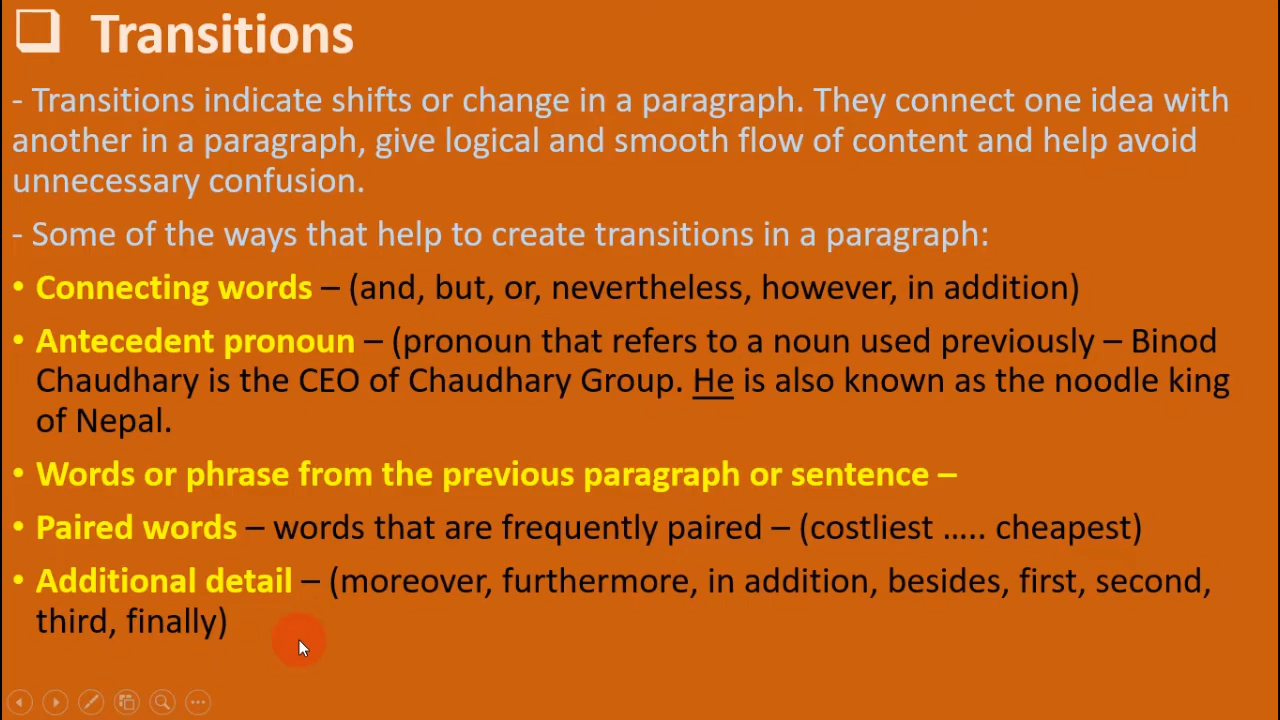 Transitions
- Transitions indicate shifts or change in a paragraph. They connect one idea with
another in a paragraph, give logical and smooth flow of content and help avoid
unnecessary confusion.
- Some of the ways that help to create transitions in a paragraph:
• Connecting words – (and, but, or, nevertheless, however, in addition)
• Antecedent pronoun – (pronoun that refers to a noun used previously – Binod
Chaudhary is the CEO of Chaudhary Group. He is also known as the noodle king
of Nepal.
• Words or phrase from the previous paragraph or sentence –
• Paired words – words that are frequently paired – (costliest ….. cheapest)
• Additional detail – (moreover, furthermore, in addition, besides, first, second,
third, finally)